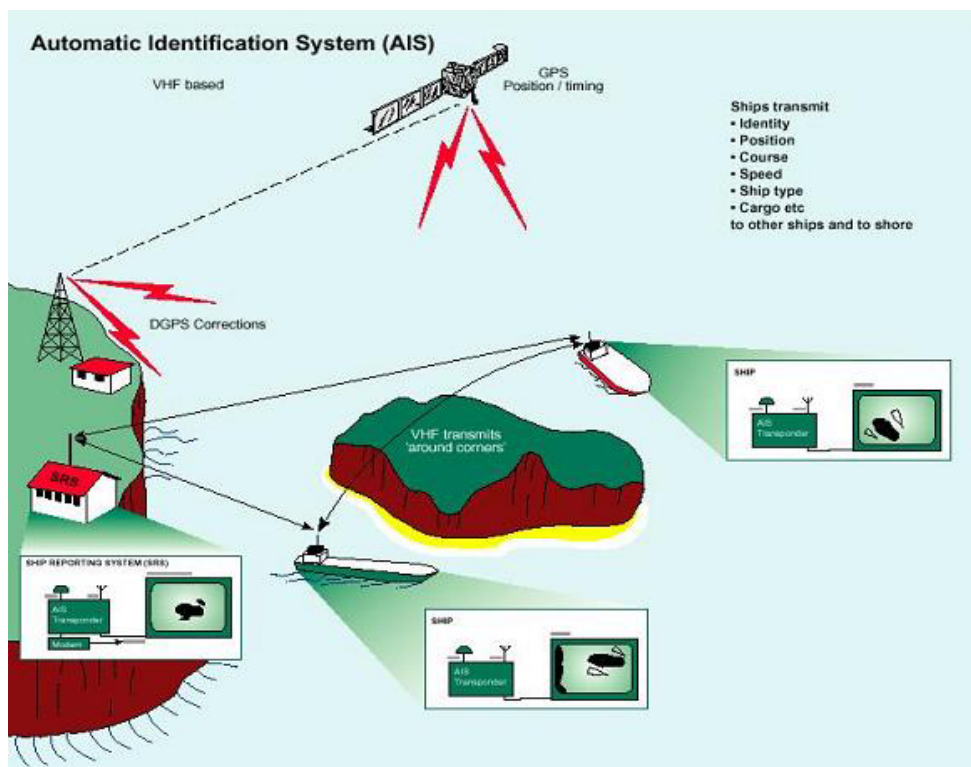 Automatic Identification System (AIS)
VHF based
GPS
Position / timing
Ships transmit
▪ Identity
▪ Position
▪ Course
▪ Speed
▪ Ship type
▪ Cargo etc
to other ships and to shore
DGPS Corrections
SHIP
AIS
Transponder
VHF transmits
'around corners'
SRS
SHIP REPORTING SYSTEM (SRS)
AIS
Transponder
Modem
SHIP
AIS
Transponder